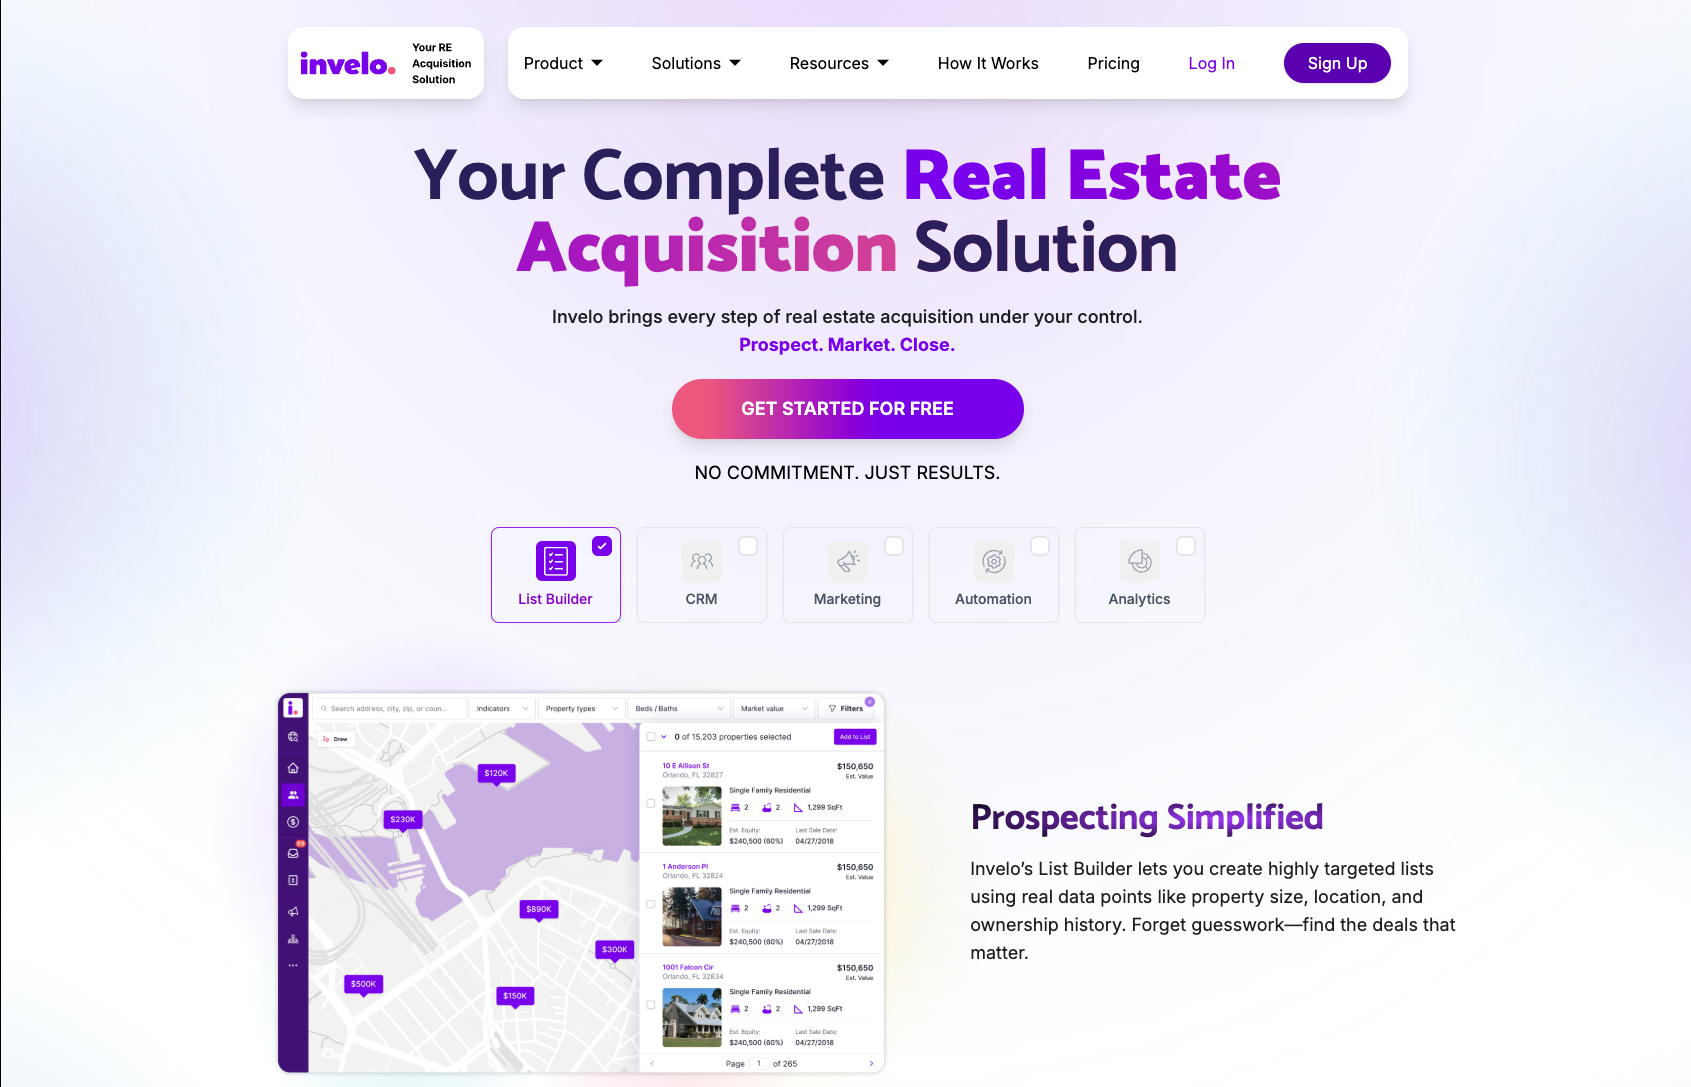 invelo.
Your RE
Acquisition
Solution
Product
Solutions
Resources
How It Works
Pricing
Log In
Sign Up
Your Complete Real Estate
Acquisition Solution
Invelo brings every step of real estate acquisition under your control.
Prospect. Market. Close.
GET STARTED FOR FREE
NO COMMITMENT. JUST RESULTS.
List Builder
CRM
Marketing
Automation
Analytics
i.
Search address, city, zip, or coun...
Indicators
Property types
Beds / Baths
Market value
Filters
0
Draw
0 of 15,203 properties selected
Add to List
$120K
$230K
$890K
$300K
$500K
$150K
10 E Allison St
$150,650
Orlando, FL 32827
Est. Value
Single Family Residential
2 2 1,299 SqFt
Est. Equity: Last Sale Date:
$240,500 (60%) 04/27/2018
1 Anderson Pl
$150,650
Orlando, FL 32824
Est. Value
Single Family Residential
2 2 1,299 SqFt
Est. Equity: Last Sale Date:
$240,500 (60%) 04/27/2018
1001 Falcon Cir
$150,650
Orlando, FL 32834
Est. Value
Single Family Residential
2 2 1,299 SqFt
Est. Equity: Last Sale Date:
$240,500 (60%) 04/27/2018
Page 1 of 265
Prospecting Simplified
Invelo’s List Builder lets you create highly targeted lists
using real data points like property size, location, and
ownership history. Forget guesswork—find the deals that
matter.